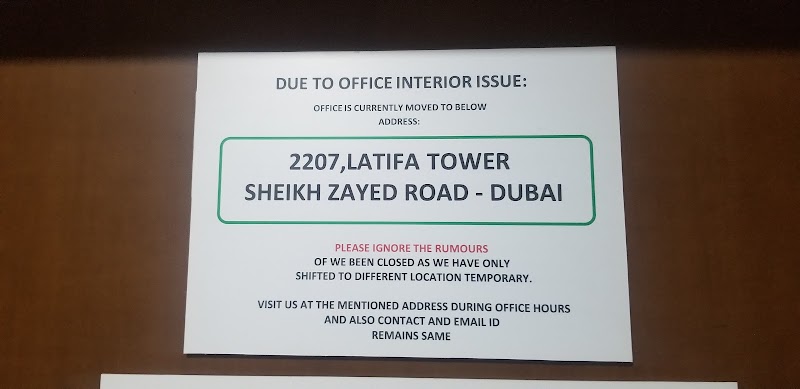 DUE TO OFFICE INTERIOR ISSUE:
OFFICE IS CURRENTLY MOVED TO BELOW
ADDRESS:
2207,LATIFA TOWER
SHEIKH ZAYED ROAD - DUBAI
PLEASE IGNORE THE RUMOURS
OF WE BEEN CLOSED AS WE HAVE ONLY
SHIFTED TO DIFFERENT LOCATION TEMPORARY.
VISIT US AT THE MENTIONED ADDRESS DURING OFFICE HOURS
AND ALSO CONTACT AND EMAIL ID
REMAINS SAME